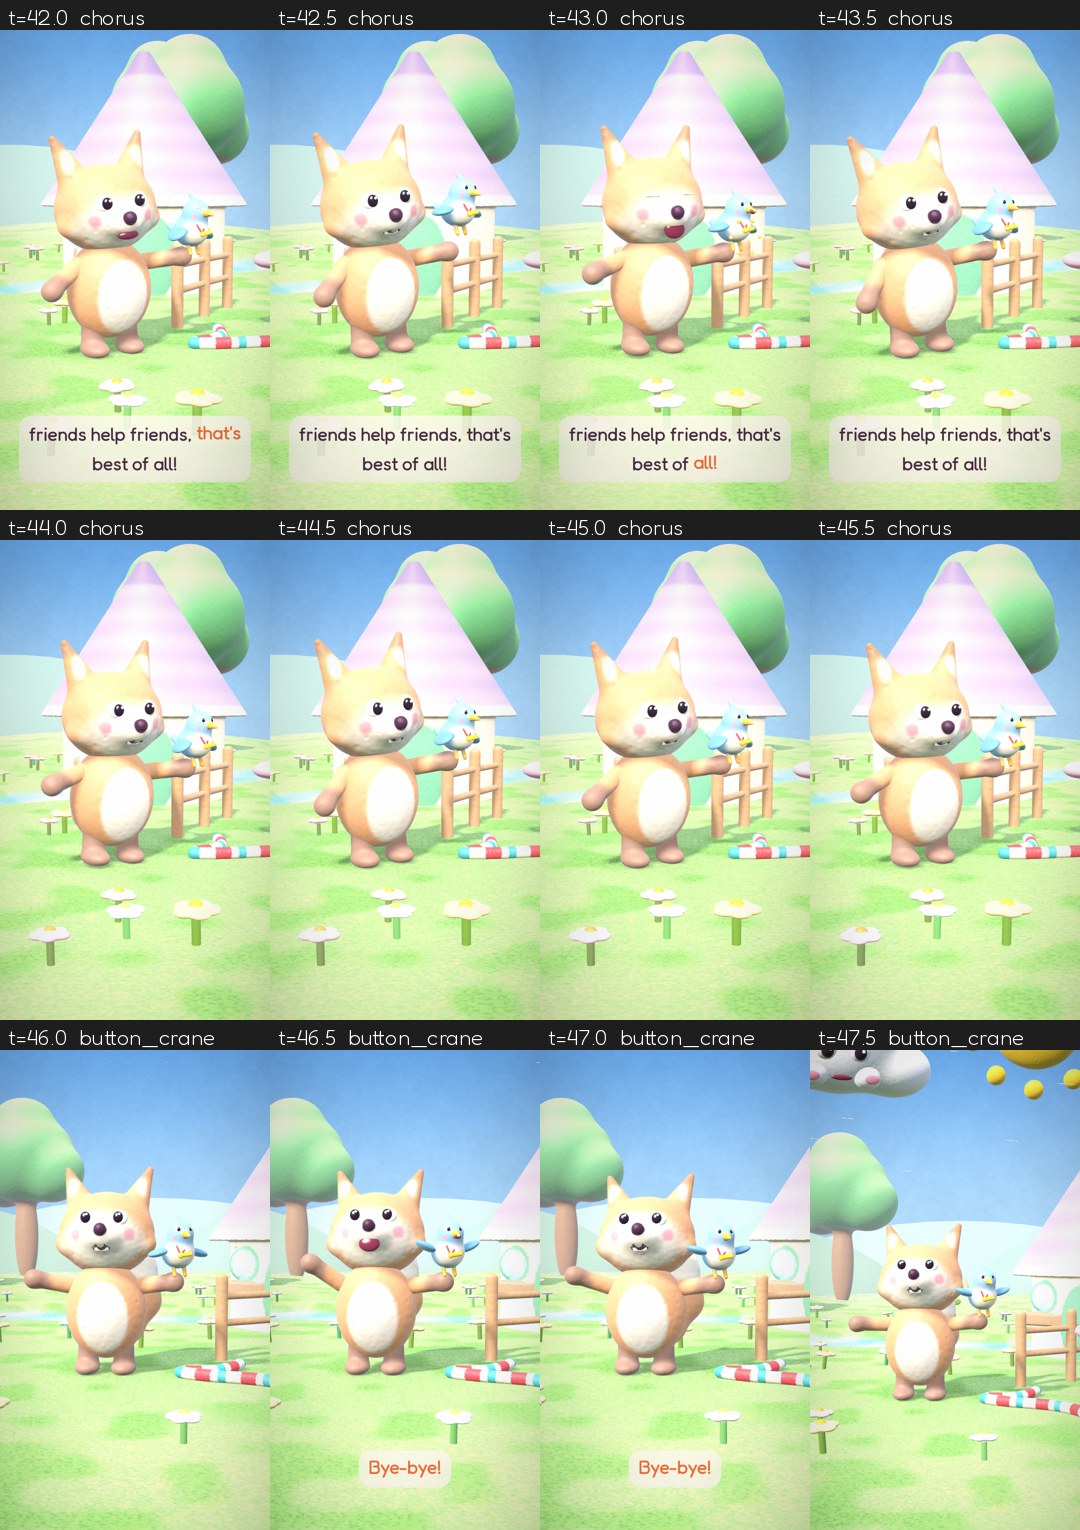 t=42.0 chorus
t=42.5 chorus
t=43.0 chorus
t=43.5 chorus
friends help friends, that's
best of all!
friends help friends, that's
best of all!
friends help friends, that's
best of all!
friends help friends, that's
best of all!
t=44.0 chorus
t=44.5 chorus
t=45.0 chorus
t=45.5 chorus
t=46.0 button_crane
t=46.5 button_crane
t=47.0 button_crane
t=47.5 button_crane
Bye-bye!
Bye-bye!